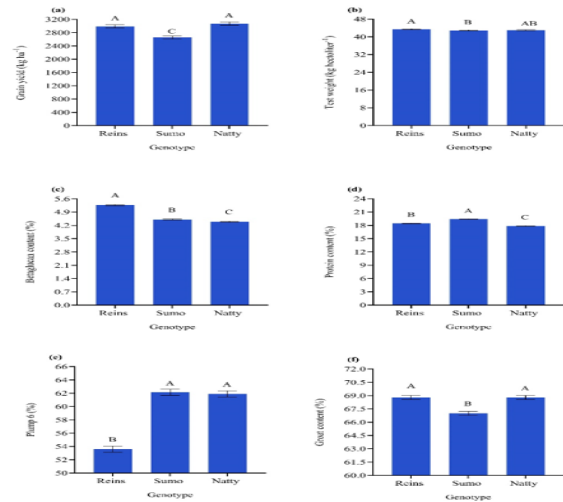 (a)
Grain yield (kg ha⁻¹)
3200
2800
2400
2000
1600
1200
800
400
0
A
C
A
Reins
Sumo
Natty
Genotype
(b)
Test weight (kg hectoliter⁻¹)
48
40
32
24
16
8
0
A
B
AB
Reins
Sumo
Natty
Genotype
(c)
Betaglucan content (%)
5.6
4.9
4.2
3.5
2.8
2.1
1.4
0.7
0.0
A
B
C
Reins
Sumo
Natty
Genotype
(d)
Protein content (%)
24
21
18
15
12
9
6
3
0
B
A
C
Reins
Sumo
Natty
Genotype
(e)
Plump 6 (%)
66
64
62
60
58
56
54
52
50
B
A
A
Reins
Sumo
Natty
Genotype
(f)
Groat content (%)
72.0
70.5
69.0
67.5
66.0
64.5
63.0
61.5
60.0
A
B
A
Reins
Sumo
Natty
Genotype